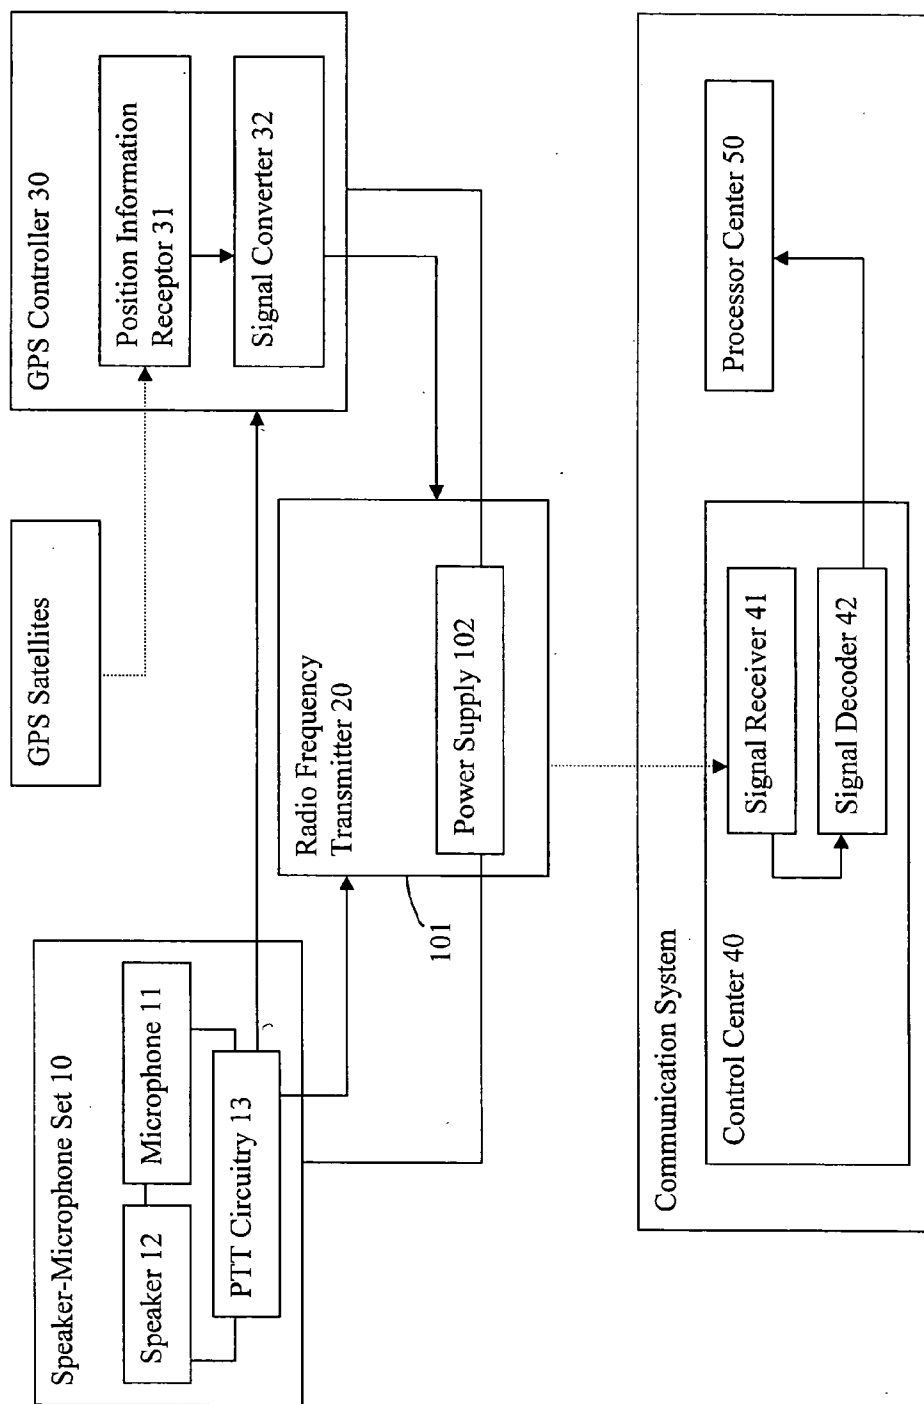 Speaker-Microphone Set 10
Speaker 12
Microphone 11
PTT Circuitry 13
GPS Satellites
GPS Controller 30
Position Information
Receptor 31
Signal Converter 32
Radio Frequency
Transmitter 20
Power Supply 102
101
Communication System
Control Center 40
Signal Receiver 41
Signal Decoder 42
Processor Center 50